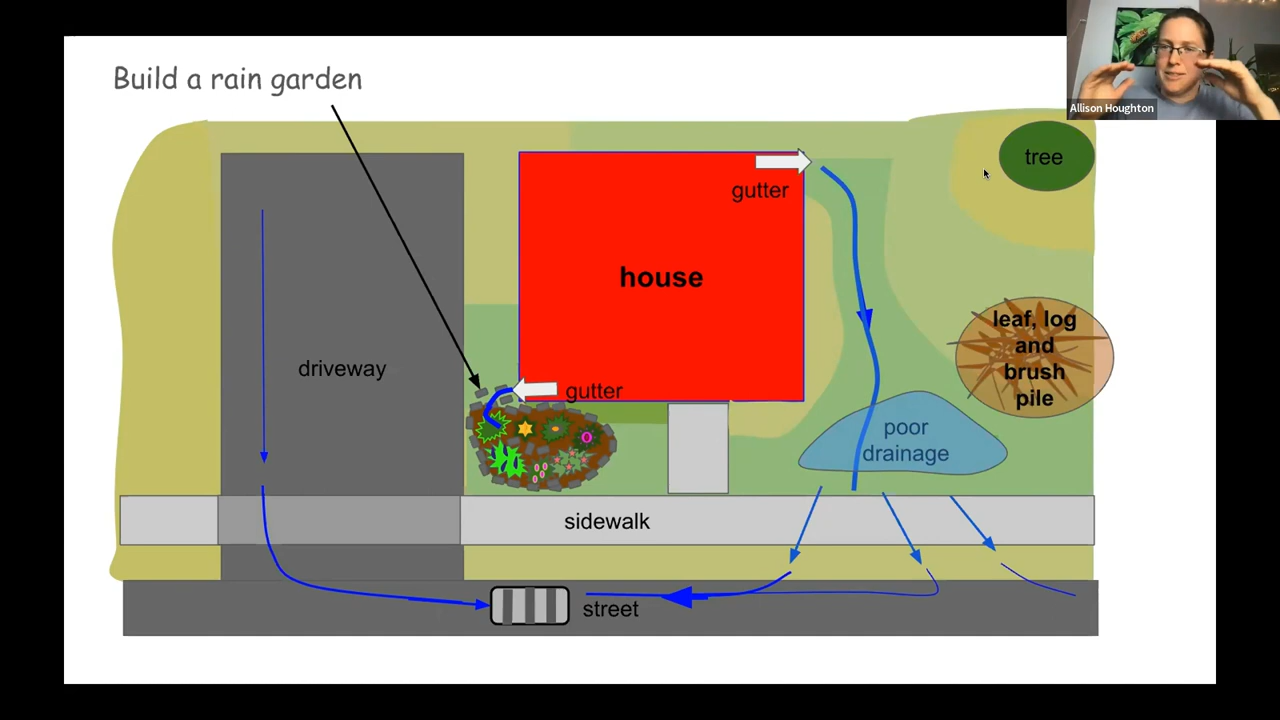 Build a rain garden
Allison Houghton
tree
gutter
house
leaf, log
and
brush
pile
driveway
gutter
poor
drainage
sidewalk
street